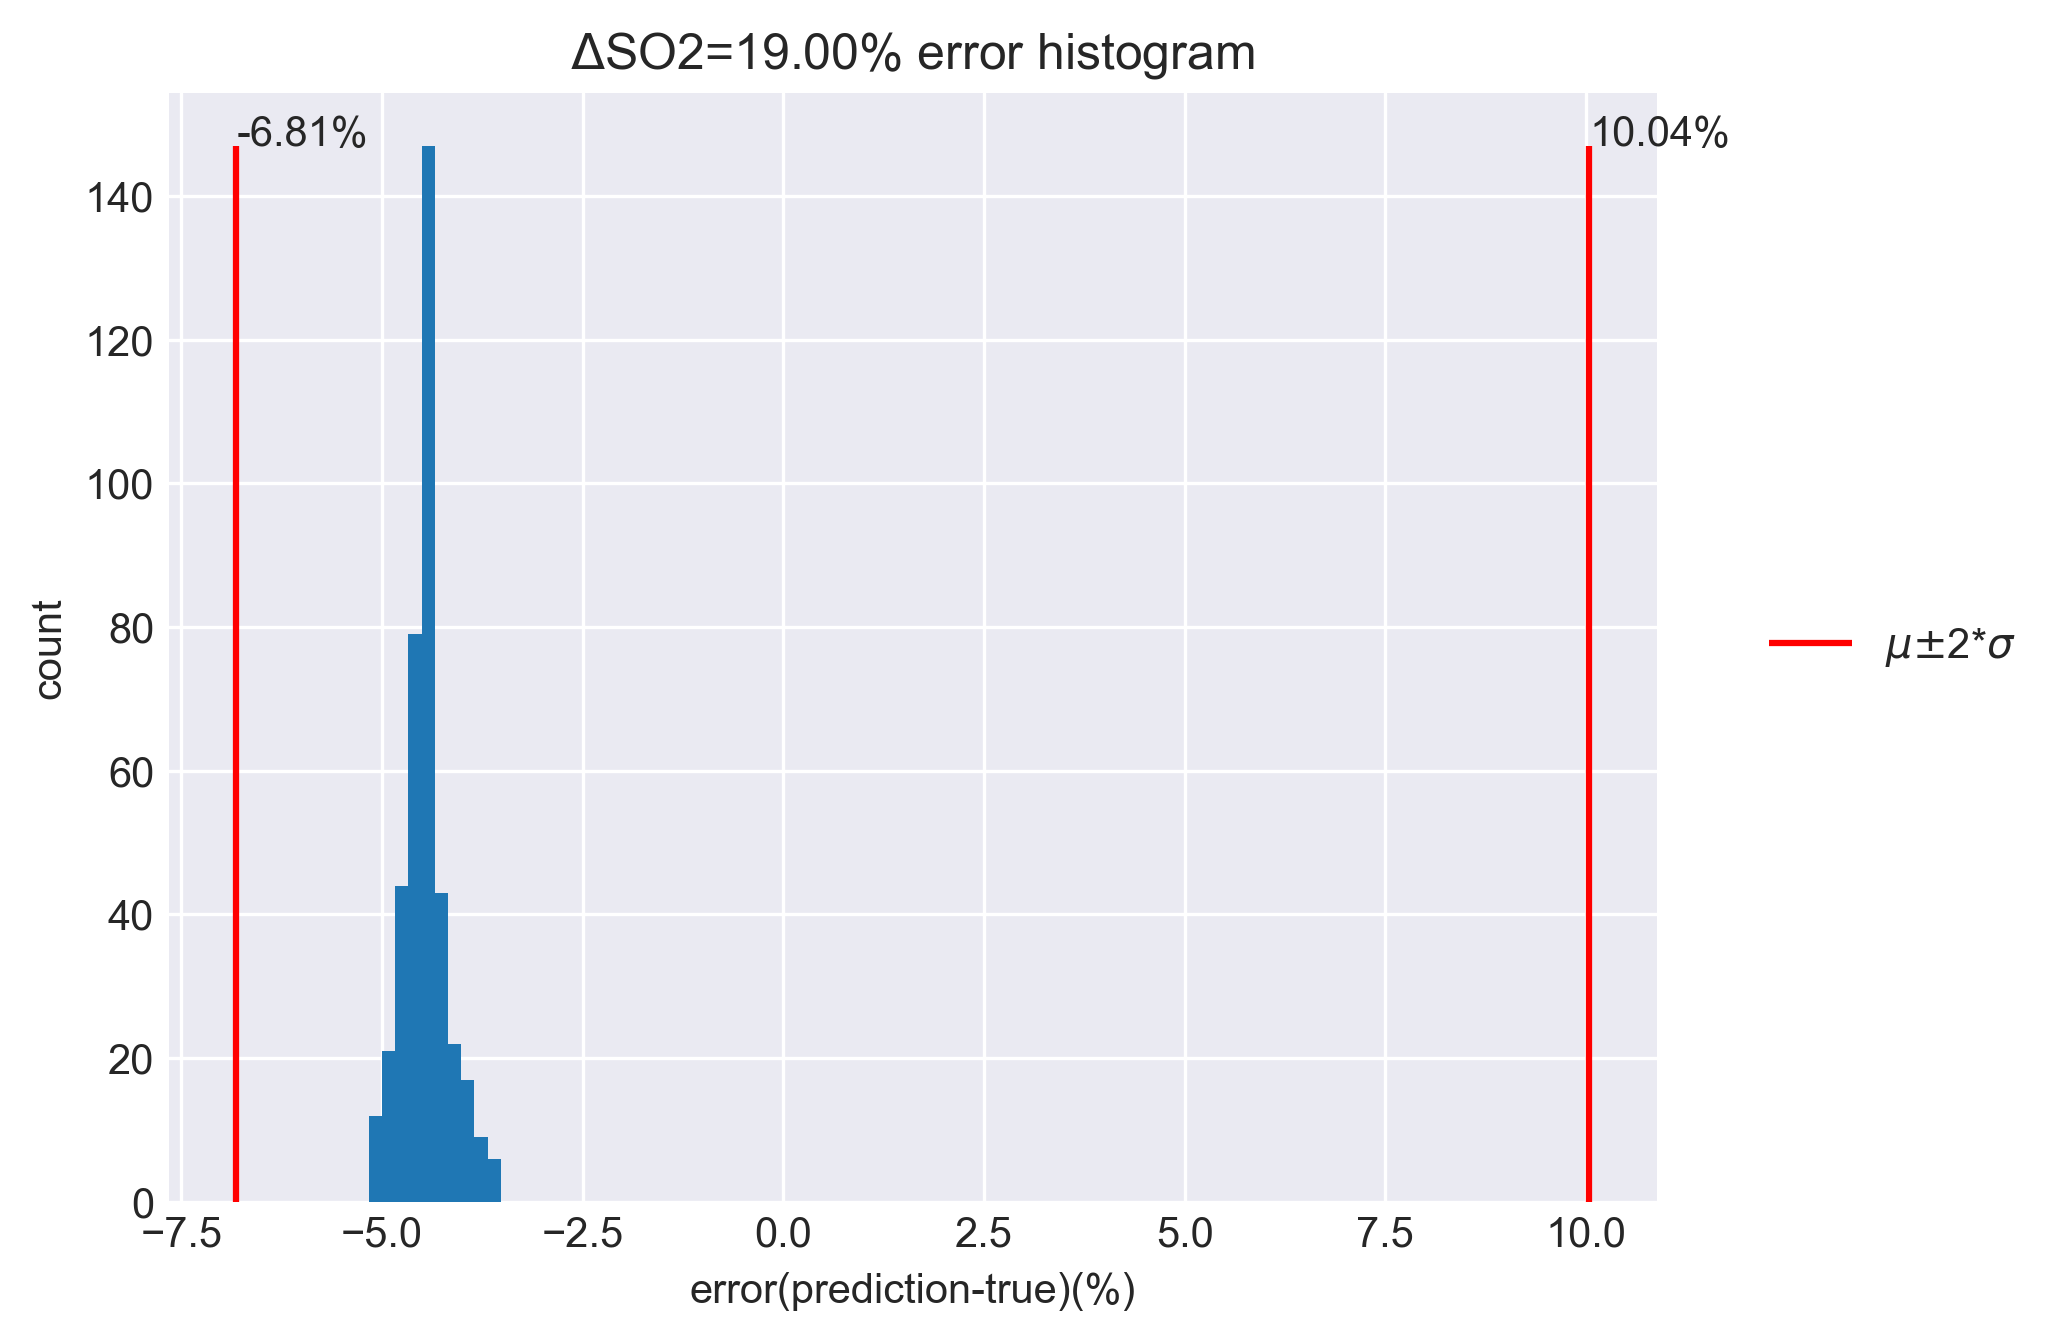 ΔSO2=19.00% error histogram
-6.81%
10.04%
140
120
100
80
60
40
20
0
count
−7.5 −5.0 −2.5 0.0 2.5 5.0 7.5 10.0
error(prediction-true)(%)
μ±2*σ